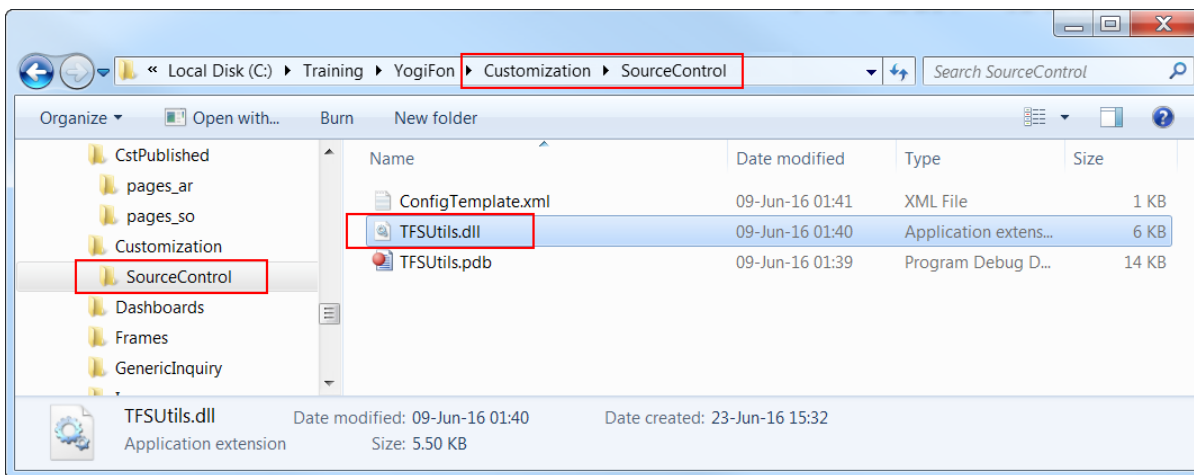 « Local Disk (C:) ▸ Training ▸ YogiFon ▸ Customization ▸ SourceControl
Search SourceControl
Organize ▾ Open with... Burn New folder
CstPublished
pages_ar
pages_so
Customization
SourceControl
Dashboards
Frames
GenericInquiry
Name Date modified Type Size
ConfigTemplate.xml 09-Jun-16 01:41 XML File 1 KB
TFSUtils.dll 09-Jun-16 01:40 Application extens... 6 KB
TFSUtils.pdb 09-Jun-16 01:39 Program Debug D... 14 KB
TFSUtils.dll Date modified: 09-Jun-16 01:40 Date created: 23-Jun-16 15:32
Application extension Size: 5.50 KB